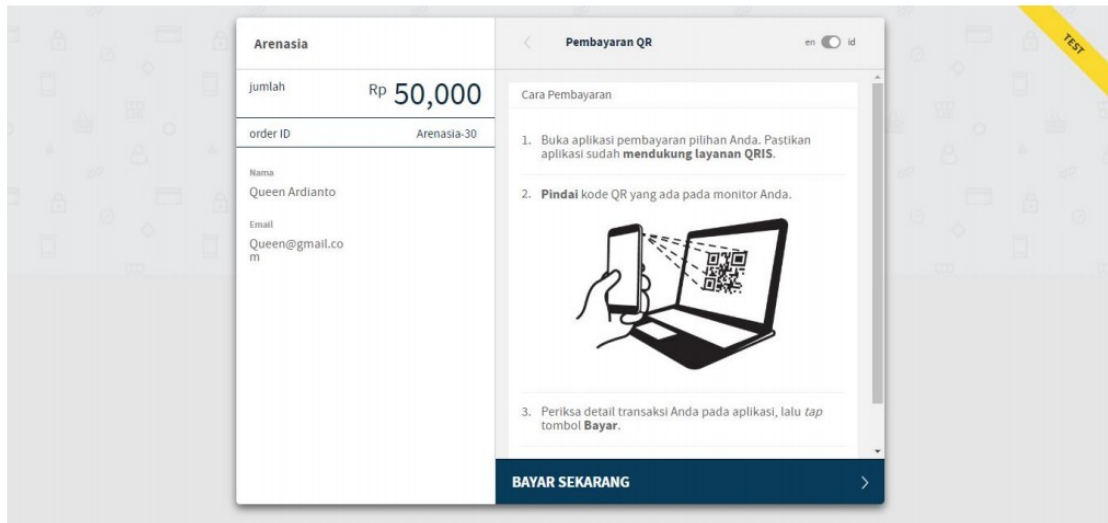 Arenasia
jumlah
Rp 50,000
order ID
Arenasia-30
Nama
Queen Ardianto
Email
Queen@gmail.co
m
Pembayaran QR
en
id
Cara Pembayaran
1. Buka aplikasi pembayaran pilihan Anda. Pastikan
aplikasi sudah mendukung layanan QRIS.
2. Pindai kode QR yang ada pada monitor Anda.
3. Periksa detail transaksi Anda pada aplikasi, lalu tap
tombol Bayar.
BAYAR SEKARANG
TEST